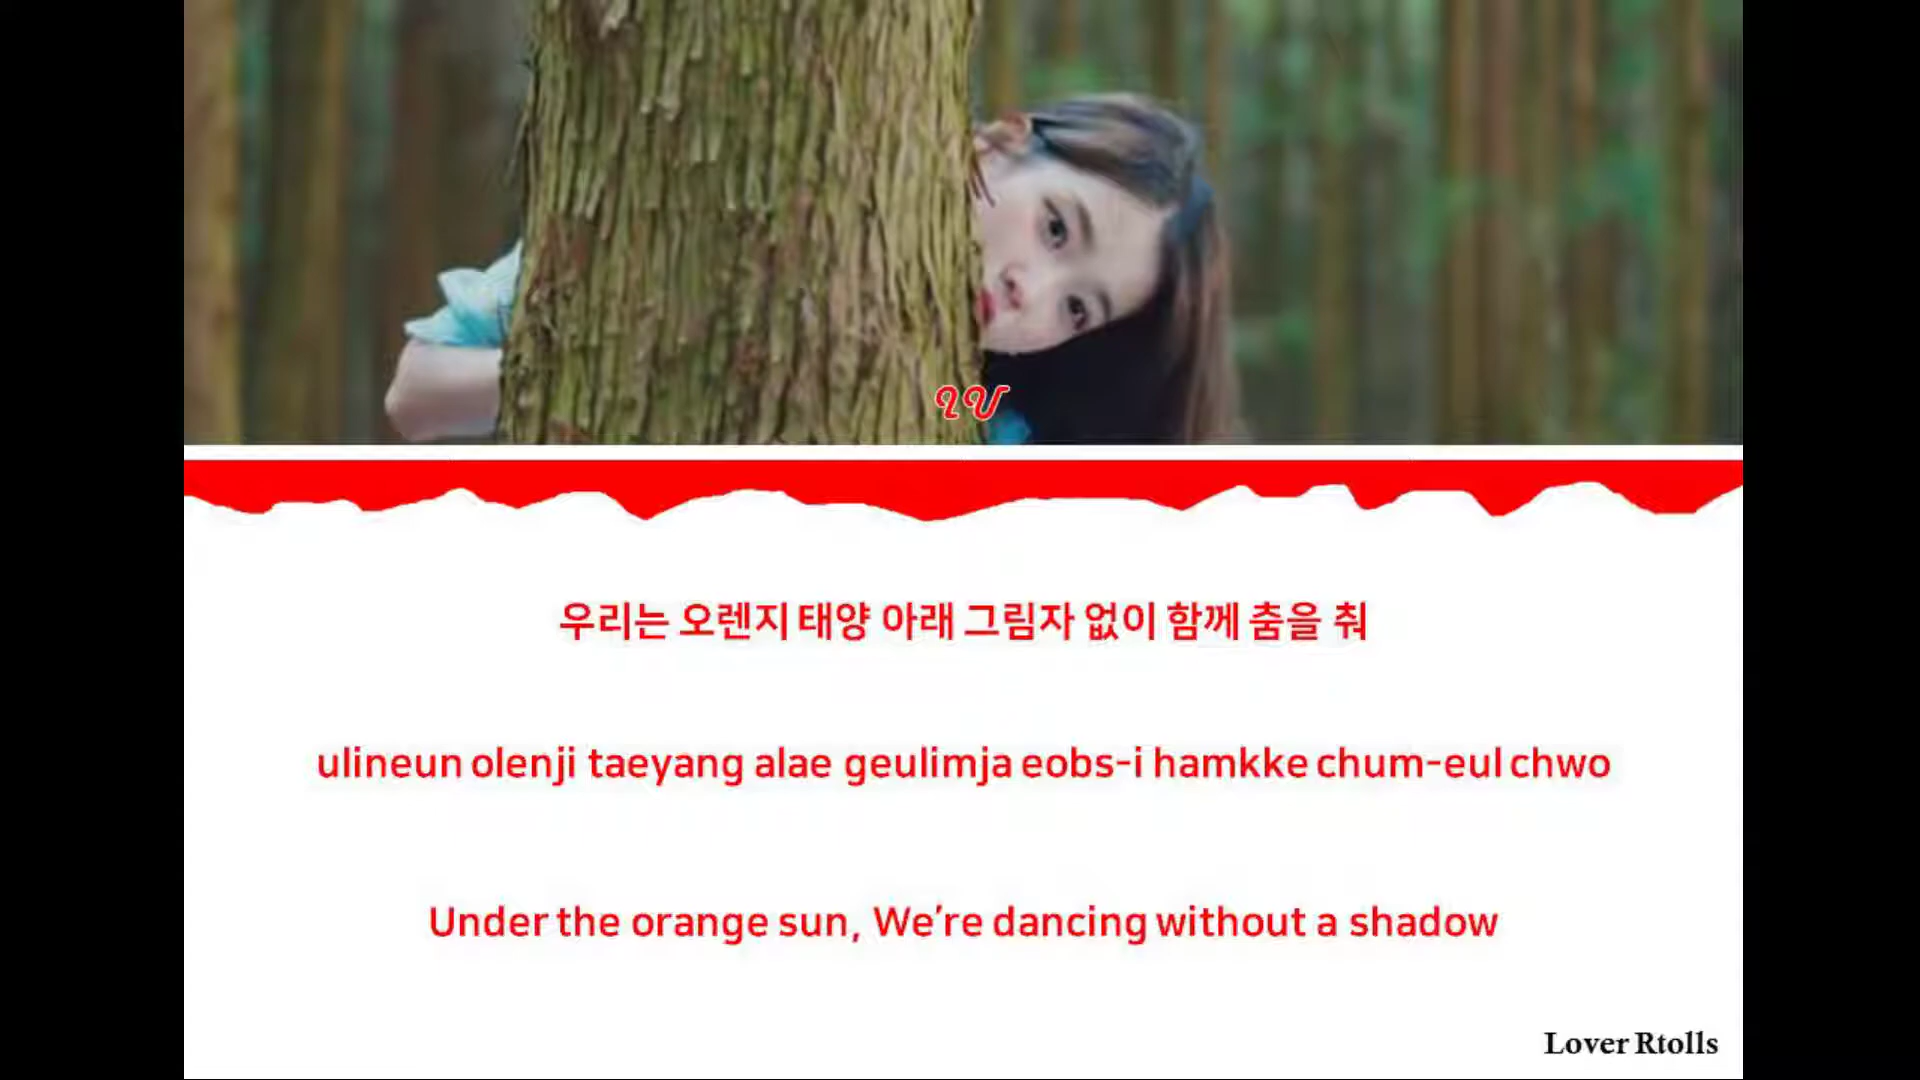 우리는 오렌지 태양 아래 그림자 없이 함께 춤을 춰
ulineun olenji taeyang alae geulimja eobs-i hamkke chum-eul chwo
Under the orange sun, We're dancing without a shadow
Lover Rtolls